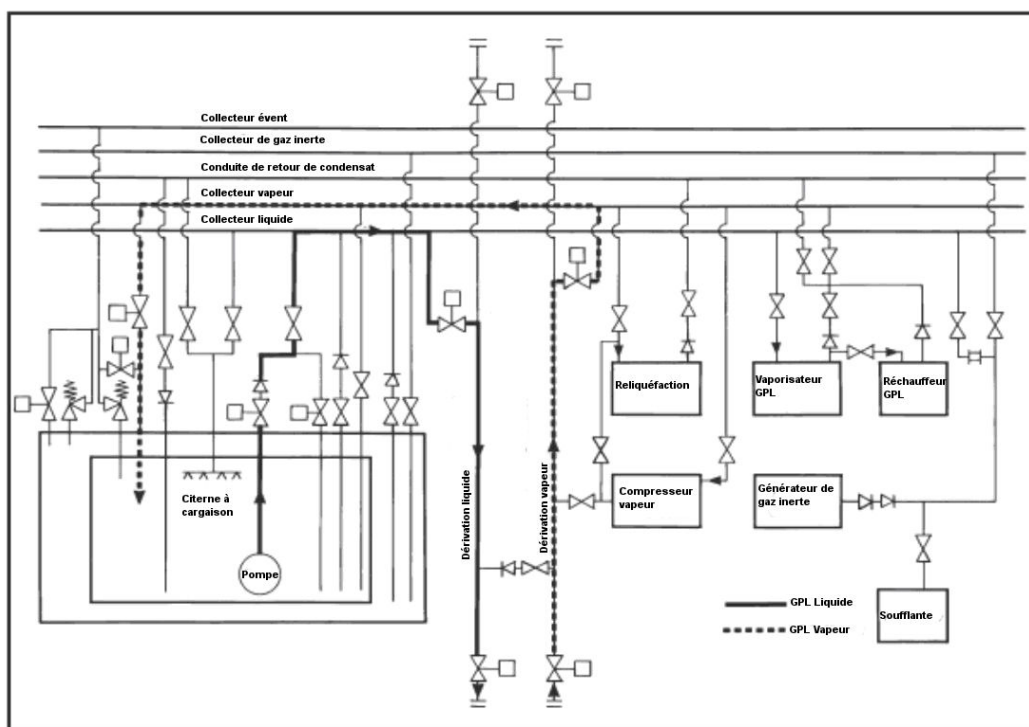 Collecteur évent
Collecteur de gaz inerte
Conduite de retour de condensat
Collecteur vapeur
Collecteur liquide
Reliquéfaction
Vaporisateur
GPL
Réchauffeur
GPL
Citerne à
cargaison
Pompe
Dérivation liquide
Dérivation vapeur
Compresseur
vapeur
Générateur de
gaz inerte
Soufflante
GPL Liquide
GPL Vapeur